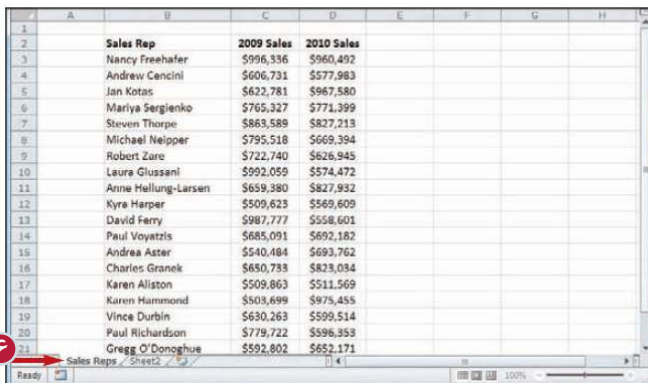 A B C D E F G H
1
2 Sales Rep 2009 Sales 2010 Sales
3 Nancy Freehafer $996,336 $960,492
4 Andrew Cencini $606,731 $577,983
5 Jan Kotas $622,781 $967,580
6 Mariya Sergienko $765,327 $771,399
7 Steven Thorpe $863,589 $827,213
8 Michael Neipper $795,518 $669,394
9 Robert Zare $722,740 $626,945
10 Laura Giussani $992,059 $574,472
11 Anne Hellung-Larsen $659,380 $827,932
12 Kyra Harper $509,623 $569,609
13 David Ferry $987,777 $558,601
14 Paul Voyatzis $685,091 $692,182
15 Andrea Aster $540,484 $693,762
16 Charles Granek $650,733 $823,034
17 Karen Aliston $509,863 $511,569
18 Karen Hammond $503,699 $975,455
19 Vince Durbin $630,263 $599,514
20 Paul Richardson $779,722 $596,353
21 Gregg O'Donoghue $592,802 $652,171
Sales Reps Sheet2
Ready 100%